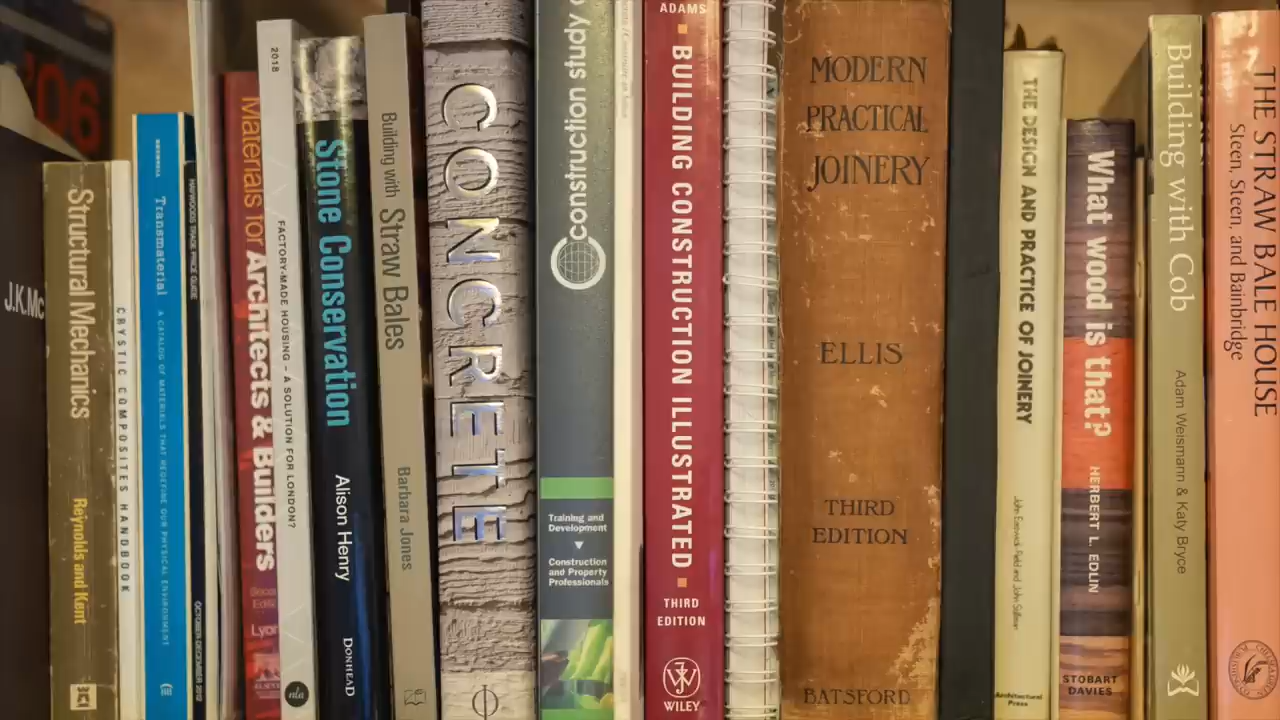 '06
J.K.Mc
Structural Mechanics
Reynolds and Kent
CRYSTIC COMPOSITES HANDBOOK
Transmaterial
A CATALOG OF MATERIALS THAT REDEFINE OUR PHYSICAL ENVIRONMENT
HAYWOODS TRADE PRICE GUIDE
OCTOBER-DECEMBER 2012
Materials for Architects & Builders
Lyon
2018
FACTORY-MADE HOUSING – A SOLUTION FOR LONDON?
nla
Stone Conservation
Alison Henry
DONHEAD
Building with Straw Bales
Barbara Jones
CONCRETE
construction study
Training and
Development
Construction
and Property
Professionals
ADAMS
BUILDING CONSTRUCTION ILLUSTRATED
THIRD
EDITION
WILEY
MODERN
PRACTICAL
JOINERY
ELLIS
THIRD
EDITION
BATSFORD
THE DESIGN AND PRACTICE OF JOINERY
Architectural
Press
What wood is that?
HERBERT L. EDLIN
STOBART
DAVIES
Building with Cob
Adam Weismann & Katy Bryce
THE STRAW BALE HOUSE
Steen, Steen, and Bainbridge